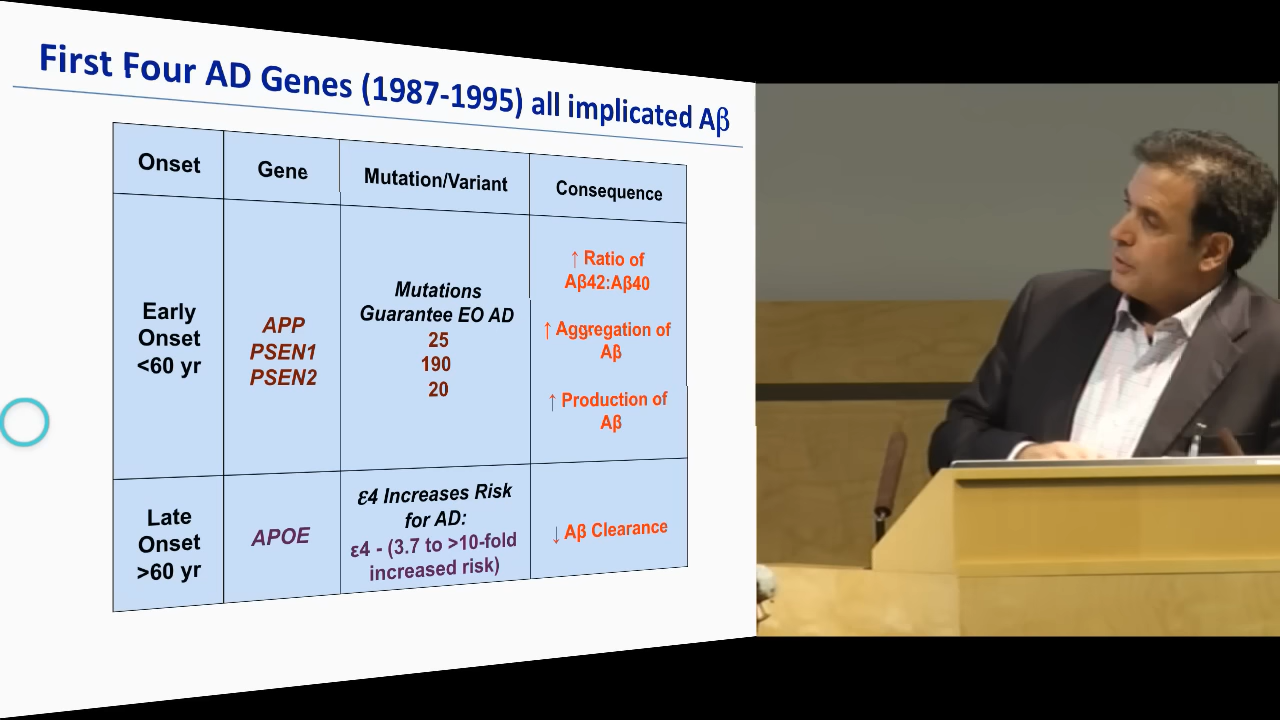 First Four AD Genes (1987-1995) all implicated Aβ
Onset
Gene
Mutation/Variant
Consequence
Early
Onset
<60 yr
APP
PSEN1
PSEN2
Mutations
Guarantee EO AD
25
190
20
↑ Ratio of
Aβ42:Aβ40
↑ Aggregation of
Aβ
↑ Production of
Aβ
Late
Onset
>60 yr
APOE
ε4 Increases Risk
for AD:
ε4 - (3.7 to >10-fold
increased risk)
↓ Aβ Clearance